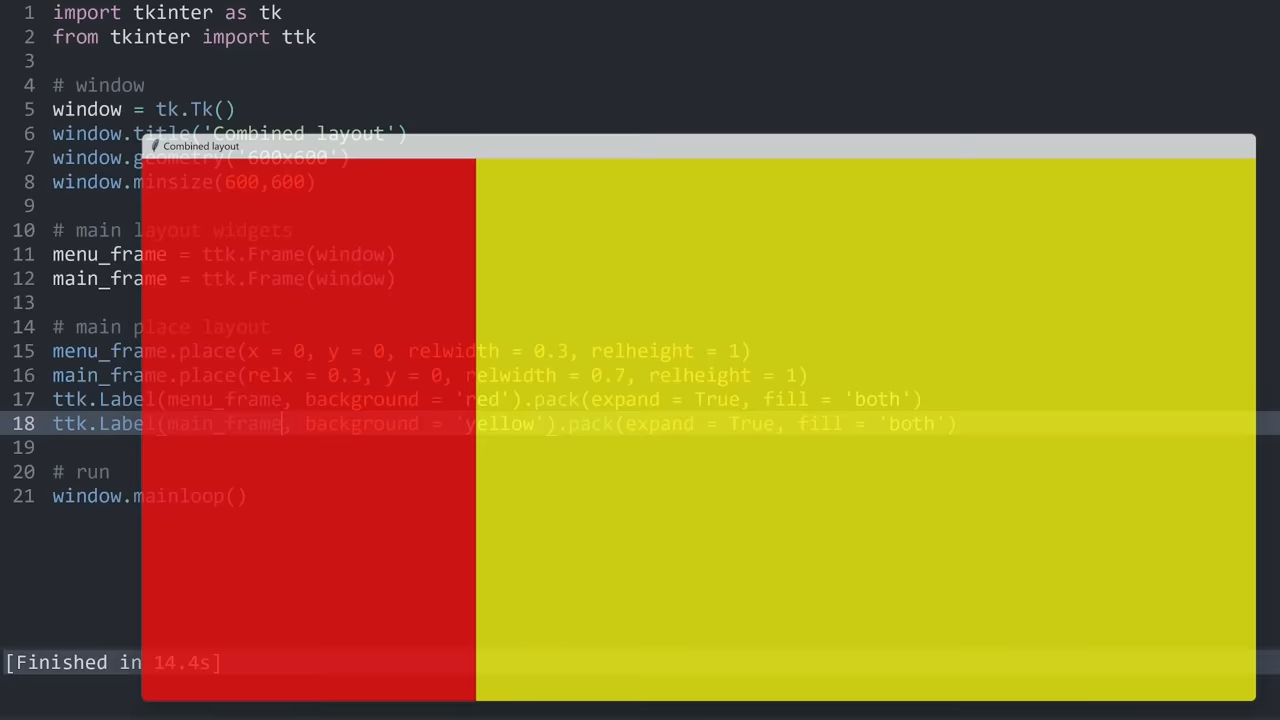 1 import tkinter as tk
2 from tkinter import ttk
3
4 # window
5 window = tk.Tk()
6 window.title('Combined layout')
Combined layout
7 window.geometry('600x600')
8 window.minsize(600,600)
9
10 # main layout widgets
11 menu_frame = ttk.Frame(window)
12 main_frame = ttk.Frame(window)
13
14 # main place layout
15 menu_frame.place(x = 0, y = 0, relwidth = 0.3, relheight = 1)
16 main_frame.place(relx = 0.3, y = 0, relwidth = 0.7, relheight = 1)
17 ttk.Label(menu_frame, background = 'red').pack(expand = True, fill = 'both')
18 ttk.Label(main_frame, background = 'yellow').pack(expand = True, fill = 'both')
19
20 # run
21 window.mainloop()
[Finished in 14.4s]